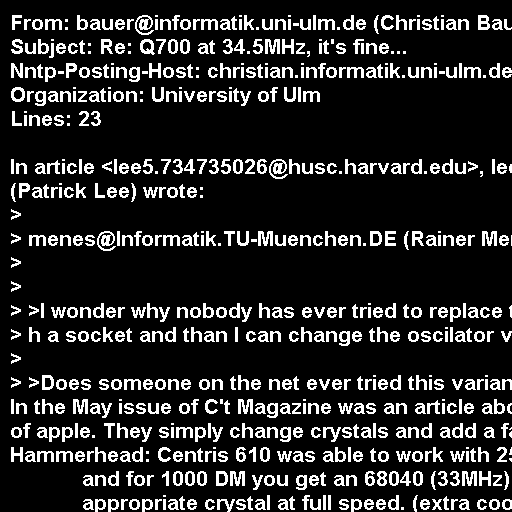 From: bauer@informatik.uni-ulm.de (Christian Bau
Subject: Re: Q700 at 34.5MHz, it's fine...
Nntp-Posting-Host: christian.informatik.uni-ulm.de
Organization: University of Ulm
Lines: 23

In article <lee5.734735026@husc.harvard.edu>, lee
(Patrick Lee) wrote:
>
> menes@Informatik.TU-Muenchen.DE (Rainer Men
>
>
> >I wonder why nobody has ever tried to replace t
> h a socket and than I can change the oscilator v
>
> >Does someone on the net ever tried this varian
In the May issue of C't Magazine was an article abo
of apple. They simply change crystals and add a fa
Hammerhead: Centris 610 was able to work with 25
and for 1000 DM you get an 68040 (33MHz)
appropriate crystal at full speed. (extra coo